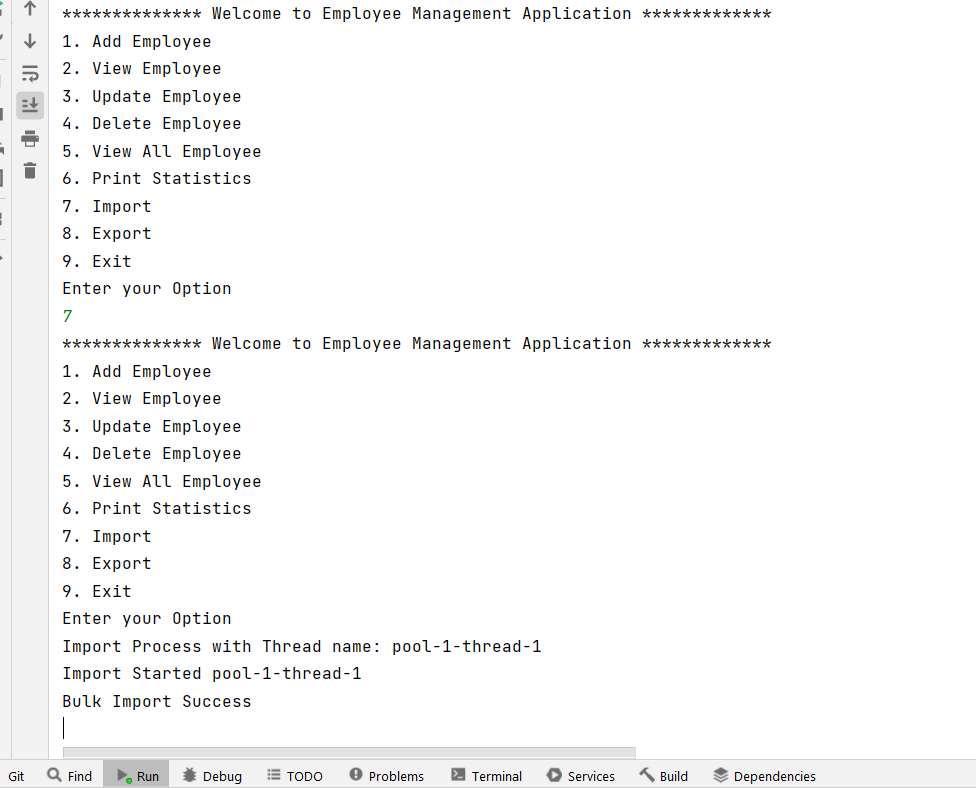 ************** Welcome to Employee Management Application *************
1. Add Employee
2. View Employee
3. Update Employee
4. Delete Employee
5. View All Employee
6. Print Statistics
7. Import
8. Export
9. Exit
Enter your Option
7
************** Welcome to Employee Management Application *************
1. Add Employee
2. View Employee
3. Update Employee
4. Delete Employee
5. View All Employee
6. Print Statistics
7. Import
8. Export
9. Exit
Enter your Option
Import Process with Thread name: pool-1-thread-1
Import Started pool-1-thread-1
Bulk Import Success
Git Find Run Debug TODO Problems Terminal Services Build Dependencies